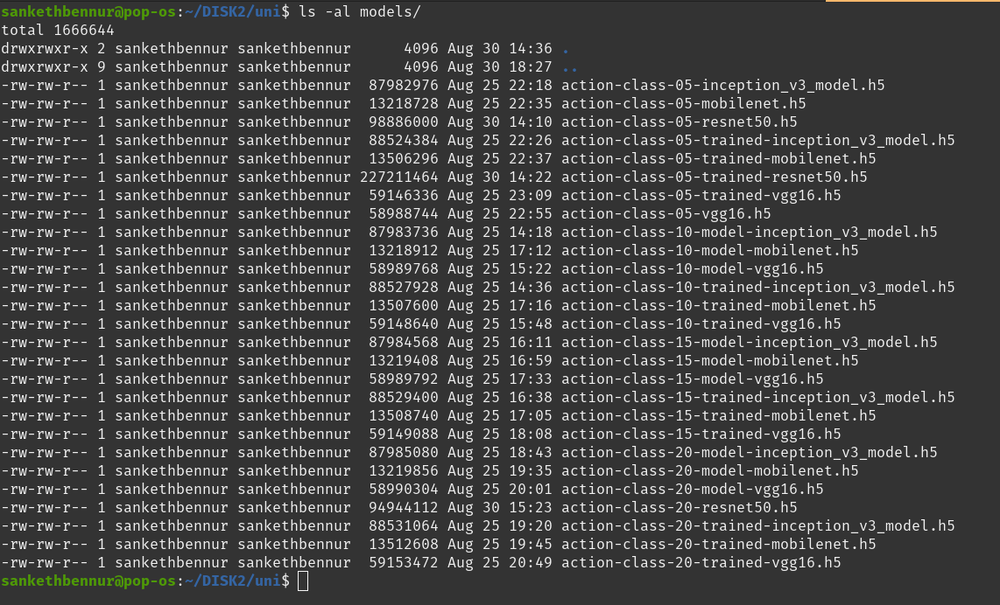 sankethbennur@pop-os:~/DISK2/uni$ ls -al models/
total 1666644
drwxrwxr-x 2 sankethbennur sankethbennur      4096 Aug 30 14:36 .
drwxrwxr-x 9 sankethbennur sankethbennur      4096 Aug 30 18:27 ..
-rw-rw-r-- 1 sankethbennur sankethbennur  87982976 Aug 25 22:18 action-class-05-inception_v3_model.h5
-rw-rw-r-- 1 sankethbennur sankethbennur  13218728 Aug 25 22:35 action-class-05-mobilenet.h5
-rw-rw-r-- 1 sankethbennur sankethbennur  98886000 Aug 30 14:10 action-class-05-resnet50.h5
-rw-rw-r-- 1 sankethbennur sankethbennur  88524384 Aug 25 22:26 action-class-05-trained-inception_v3_model.h5
-rw-rw-r-- 1 sankethbennur sankethbennur  13506296 Aug 25 22:37 action-class-05-trained-mobilenet.h5
-rw-rw-r-- 1 sankethbennur sankethbennur 227211464 Aug 30 14:22 action-class-05-trained-resnet50.h5
-rw-rw-r-- 1 sankethbennur sankethbennur  59146336 Aug 25 23:09 action-class-05-trained-vgg16.h5
-rw-rw-r-- 1 sankethbennur sankethbennur  58988744 Aug 25 22:55 action-class-05-vgg16.h5
-rw-rw-r-- 1 sankethbennur sankethbennur  87983736 Aug 25 14:18 action-class-10-model-inception_v3_model.h5
-rw-rw-r-- 1 sankethbennur sankethbennur  13218912 Aug 25 17:12 action-class-10-model-mobilenet.h5
-rw-rw-r-- 1 sankethbennur sankethbennur  58989768 Aug 25 15:22 action-class-10-model-vgg16.h5
-rw-rw-r-- 1 sankethbennur sankethbennur  88527928 Aug 25 14:36 action-class-10-trained-inception_v3_model.h5
-rw-rw-r-- 1 sankethbennur sankethbennur  13507600 Aug 25 17:16 action-class-10-trained-mobilenet.h5
-rw-rw-r-- 1 sankethbennur sankethbennur  59148640 Aug 25 15:48 action-class-10-trained-vgg16.h5
-rw-rw-r-- 1 sankethbennur sankethbennur  87984568 Aug 25 16:11 action-class-15-model-inception_v3_model.h5
-rw-rw-r-- 1 sankethbennur sankethbennur  13219408 Aug 25 16:59 action-class-15-model-mobilenet.h5
-rw-rw-r-- 1 sankethbennur sankethbennur  58989792 Aug 25 17:33 action-class-15-model-vgg16.h5
-rw-rw-r-- 1 sankethbennur sankethbennur  88529400 Aug 25 16:38 action-class-15-trained-inception_v3_model.h5
-rw-rw-r-- 1 sankethbennur sankethbennur  13508740 Aug 25 17:05 action-class-15-trained-mobilenet.h5
-rw-rw-r-- 1 sankethbennur sankethbennur  59149088 Aug 25 18:08 action-class-15-trained-vgg16.h5
-rw-rw-r-- 1 sankethbennur sankethbennur  87985080 Aug 25 18:43 action-class-20-model-inception_v3_model.h5
-rw-rw-r-- 1 sankethbennur sankethbennur  13219856 Aug 25 19:35 action-class-20-model-mobilenet.h5
-rw-rw-r-- 1 sankethbennur sankethbennur  58990304 Aug 25 20:01 action-class-20-model-vgg16.h5
-rw-rw-r-- 1 sankethbennur sankethbennur  94944112 Aug 30 15:23 action-class-20-resnet50.h5
-rw-rw-r-- 1 sankethbennur sankethbennur  88531064 Aug 25 19:20 action-class-20-trained-inception_v3_model.h5
-rw-rw-r-- 1 sankethbennur sankethbennur  13512608 Aug 25 19:45 action-class-20-trained-mobilenet.h5
-rw-rw-r-- 1 sankethbennur sankethbennur  59153472 Aug 25 20:49 action-class-20-trained-vgg16.h5
sankethbennur@pop-os:~/DISK2/uni$